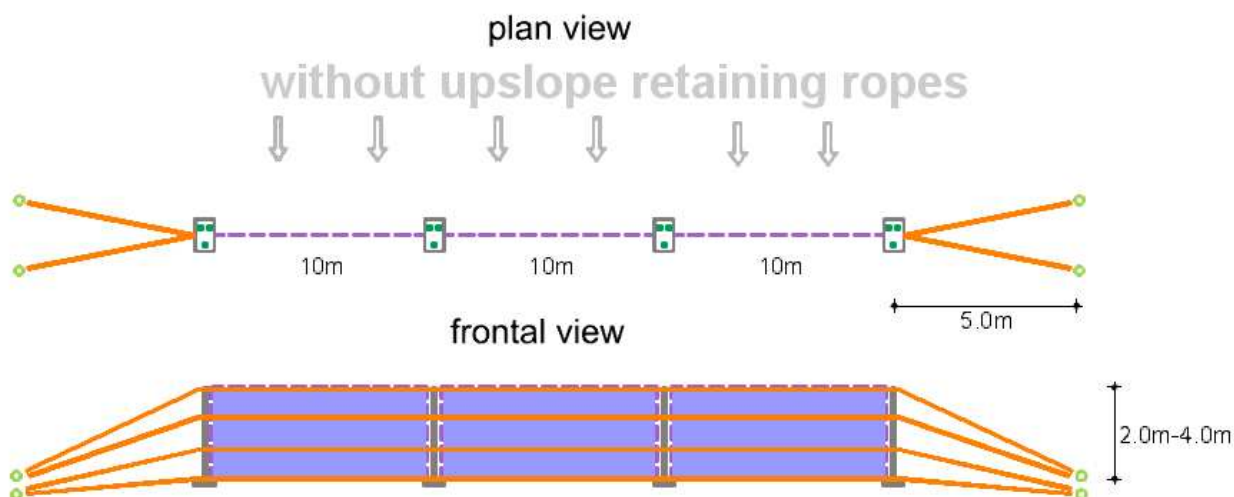 plan view
without upslope retaining ropes
10m
10m
10m
5.0m
frontal view
2.0m-4.0m